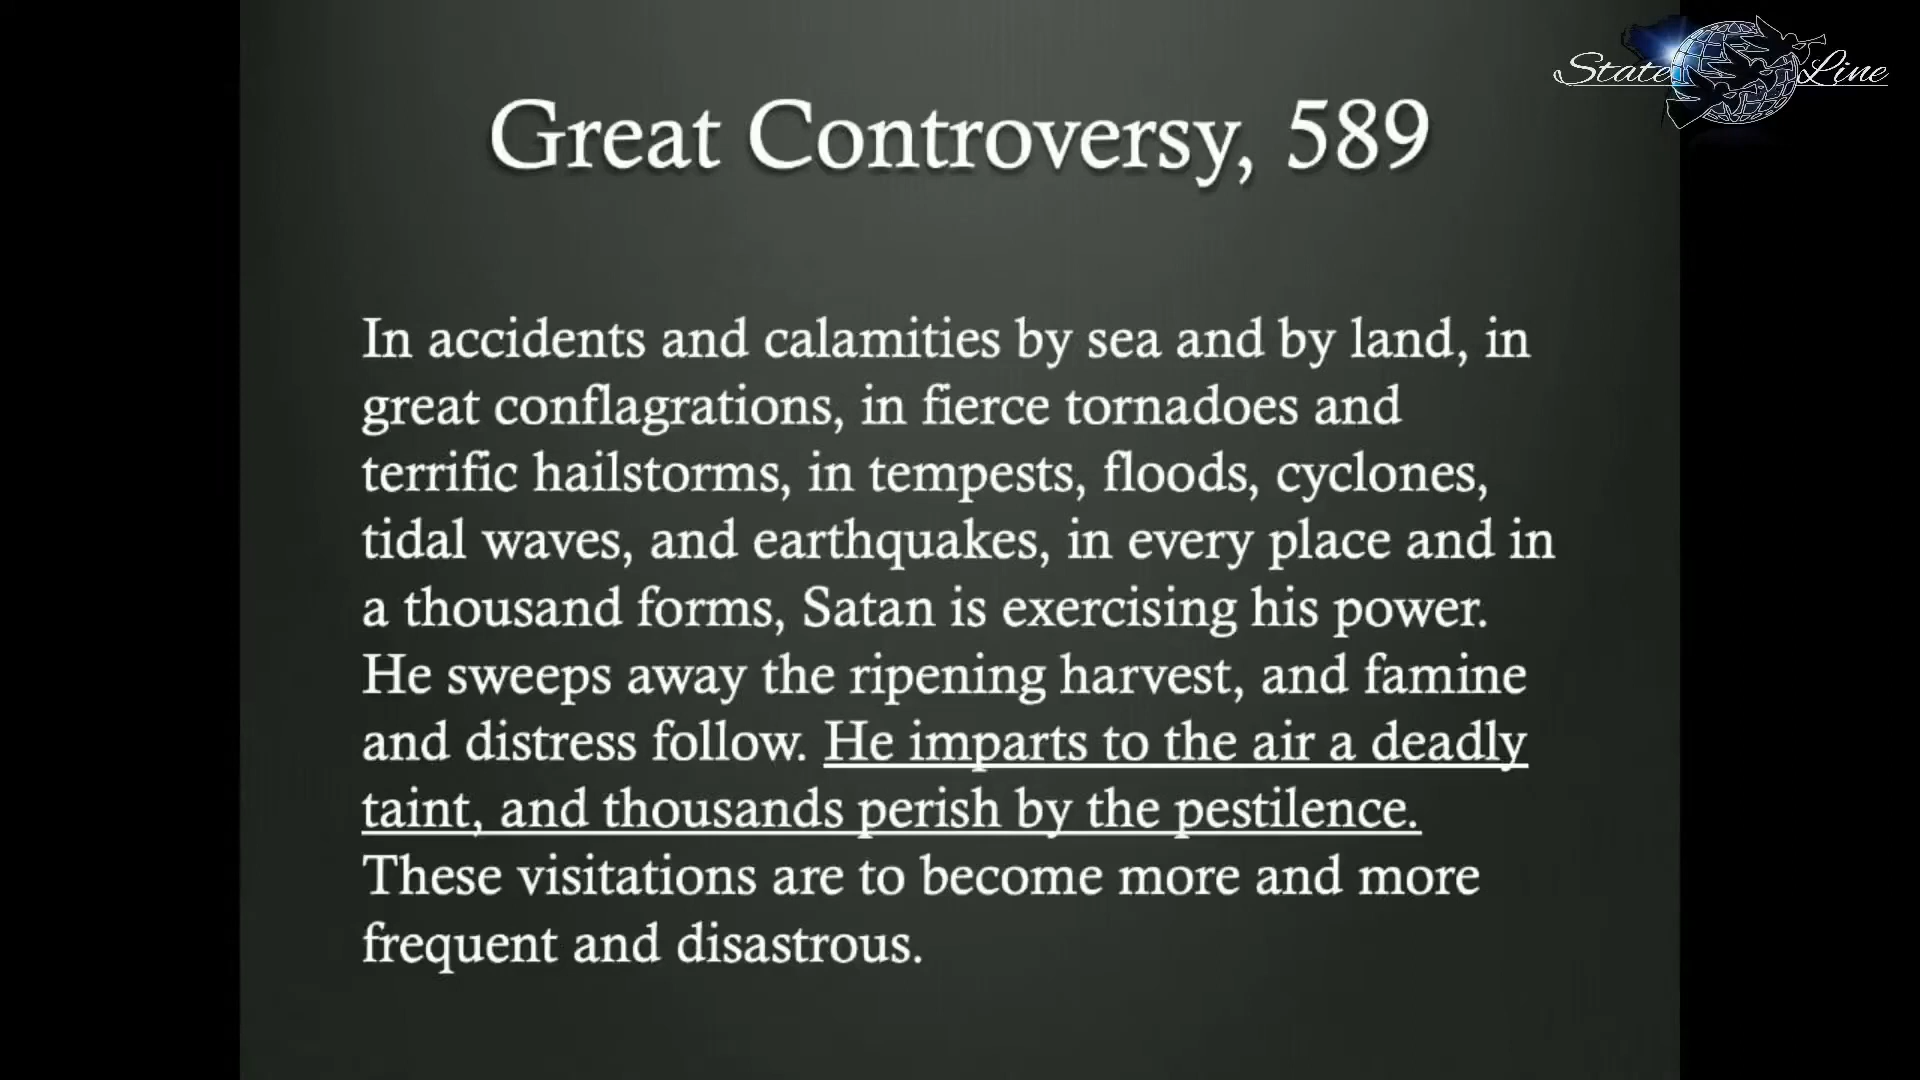 State Line
Great Controversy, 589
In accidents and calamities by sea and by land, in
great conflagrations, in fierce tornadoes and
terrific hailstorms, in tempests, floods, cyclones,
tidal waves, and earthquakes, in every place and in
a thousand forms, Satan is exercising his power.
He sweeps away the ripening harvest, and famine
and distress follow. He imparts to the air a deadly
taint, and thousands perish by the pestilence.
These visitations are to become more and more
frequent and disastrous.